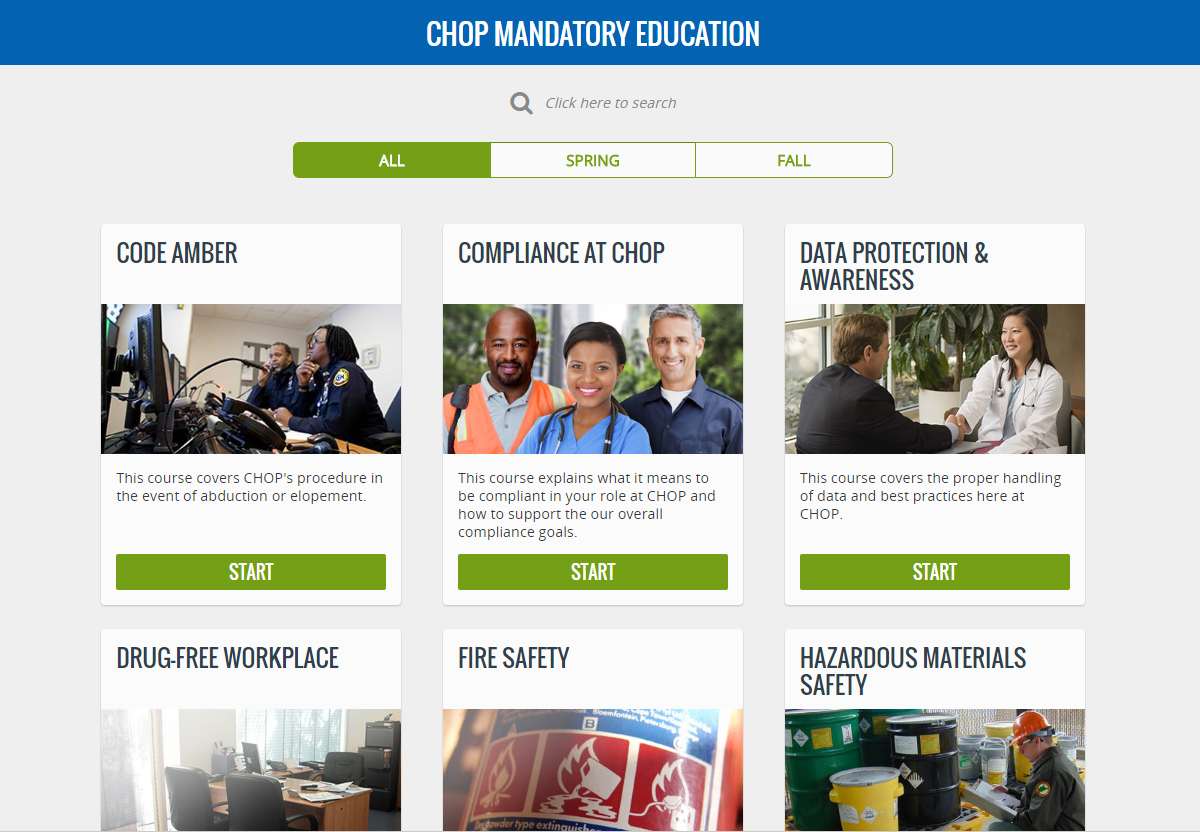 CHOP MANDATORY EDUCATION
Click here to search
ALL
SPRING
FALL
CODE AMBER
COMPLIANCE AT CHOP
DATA PROTECTION &
AWARENESS
This course covers CHOP's procedure in
the event of abduction or elopement.
This course explains what it means to
be compliant in your role at CHOP and
how to support the our overall
compliance goals.
This course covers the proper handling
of data and best practices here at
CHOP.
START
START
START
DRUG-FREE WORKPLACE
FIRE SAFETY
HAZARDOUS MATERIALS
SAFETY
Bloemfontein,
B
powder type extinguisher